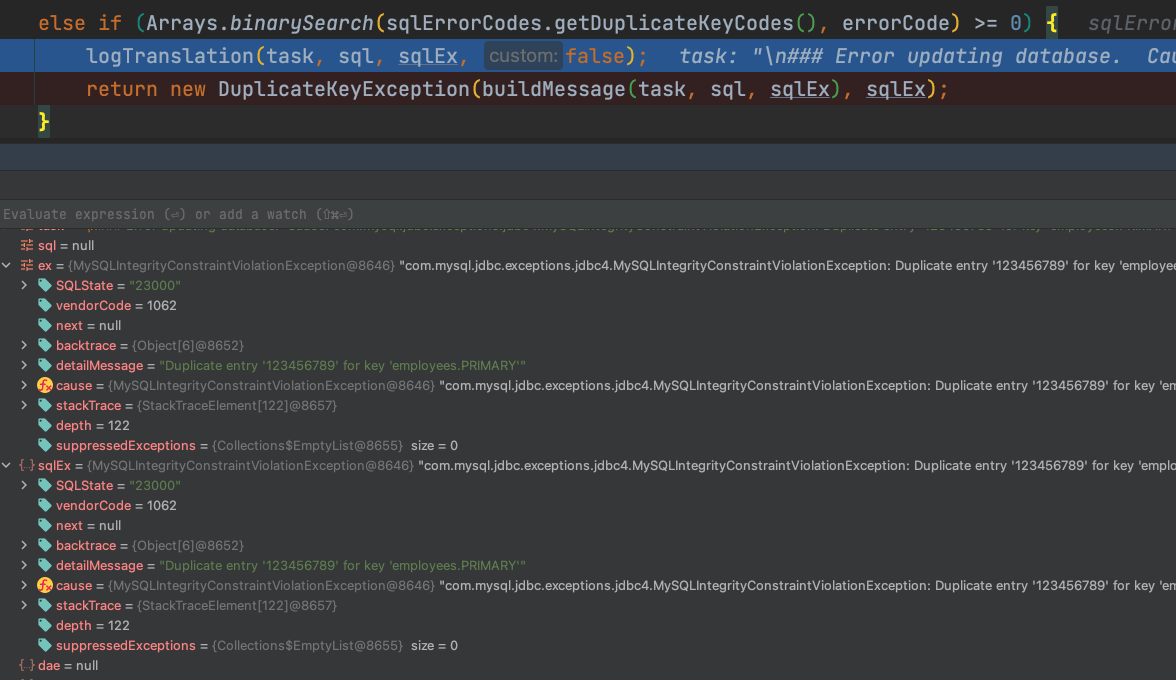 else if (Arrays.binarySearch(sqlErrorCodes.getDuplicateKeyCodes(), errorCode) >= 0) { sqlErro
logTranslation(task, sql, sqlEx, custom: false); task: "\n### Error updating database. Cau
return new DuplicateKeyException(buildMessage(task, sql, sqlEx), sqlEx);
}
Evaluate expression (⏎) or add a watch (⇧⌘⏎)
sql = null
ex = {MySQLIntegrityConstraintViolationException@8646} "com.mysql.jdbc.exceptions.jdbc4.MySQLIntegrityConstraintViolationException: Duplicate entry '123456789' for key 'employee
SQLState = "23000"
vendorCode = 1062
next = null
backtrace = {Object[6]@8652}
detailMessage = "Duplicate entry '123456789' for key 'employees.PRIMARY'"
cause = {MySQLIntegrityConstraintViolationException@8646} "com.mysql.jdbc.exceptions.jdbc4.MySQLIntegrityConstraintViolationException: Duplicate entry '123456789' for key 'em
stackTrace = {StackTraceElement[122]@8657}
depth = 122
suppressedExceptions = {Collections$EmptyList@8655} size = 0
{..} sqlEx = {MySQLIntegrityConstraintViolationException@8646} "com.mysql.jdbc.exceptions.jdbc4.MySQLIntegrityConstraintViolationException: Duplicate entry '123456789' for key 'emplo
SQLState = "23000"
vendorCode = 1062
next = null
backtrace = {Object[6]@8652}
detailMessage = "Duplicate entry '123456789' for key 'employees.PRIMARY'"
cause = {MySQLIntegrityConstraintViolationException@8646} "com.mysql.jdbc.exceptions.jdbc4.MySQLIntegrityConstraintViolationException: Duplicate entry '123456789' for key 'em
stackTrace = {StackTraceElement[122]@8657}
depth = 122
suppressedExceptions = {Collections$EmptyList@8655} size = 0
{..} dae = null